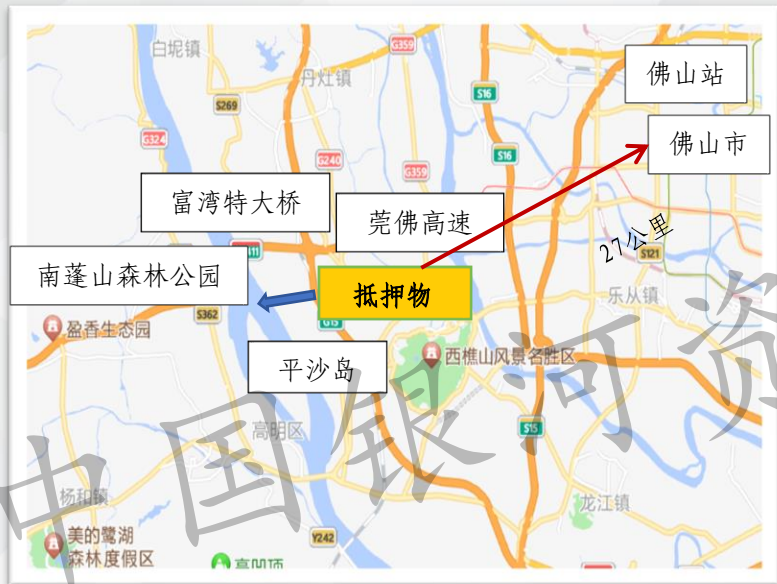 白坭镇
G359
丹灶镇
佛山站
S16
S269
佛山市
G324
S16
G240
G359
富湾特大桥
莞佛高速
27公里
S121
南蓬山森林公园
抵押物
乐从镇
S362
G15
盈香生态园
西樵山风景名胜区
平沙岛
高明区
S15
中国银河资
杨和镇
龙江镇
美的鹭湖
森林度假区
Y242